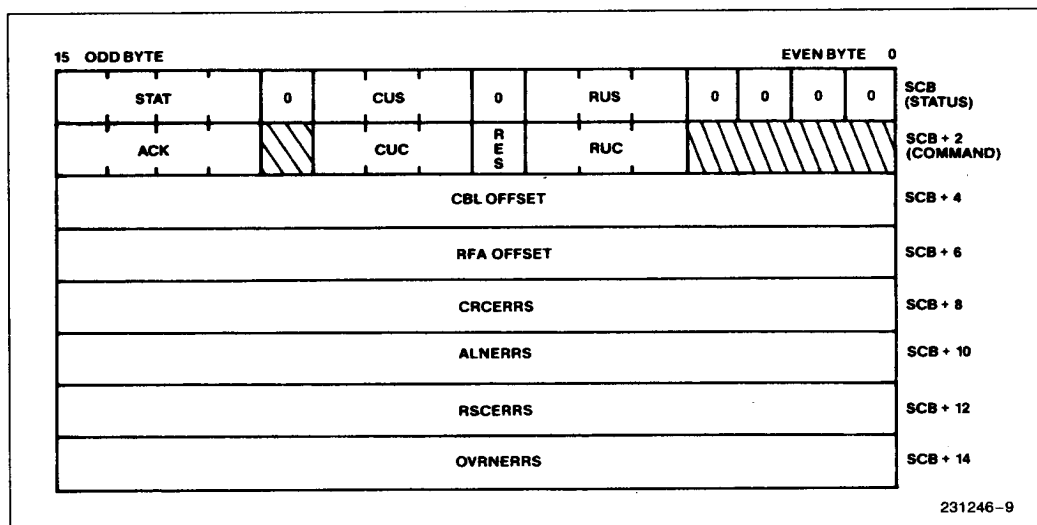 15 ODD BYTE EVEN BYTE 0
STAT 0 CUS 0 RUS 0 0 0 0 SCB
(STATUS)
ACK CUC RES RUC SCB + 2
(COMMAND)
CBL OFFSET SCB + 4
RFA OFFSET SCB + 6
CRCERRS SCB + 8
ALNERRS SCB + 10
RSCERRS SCB + 12
OVRNERRS SCB + 14
231246-9